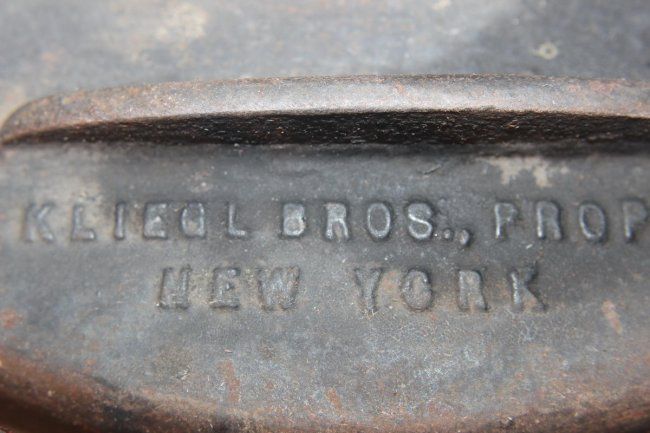 KLIEGL BROS., PROP
NEW YORK